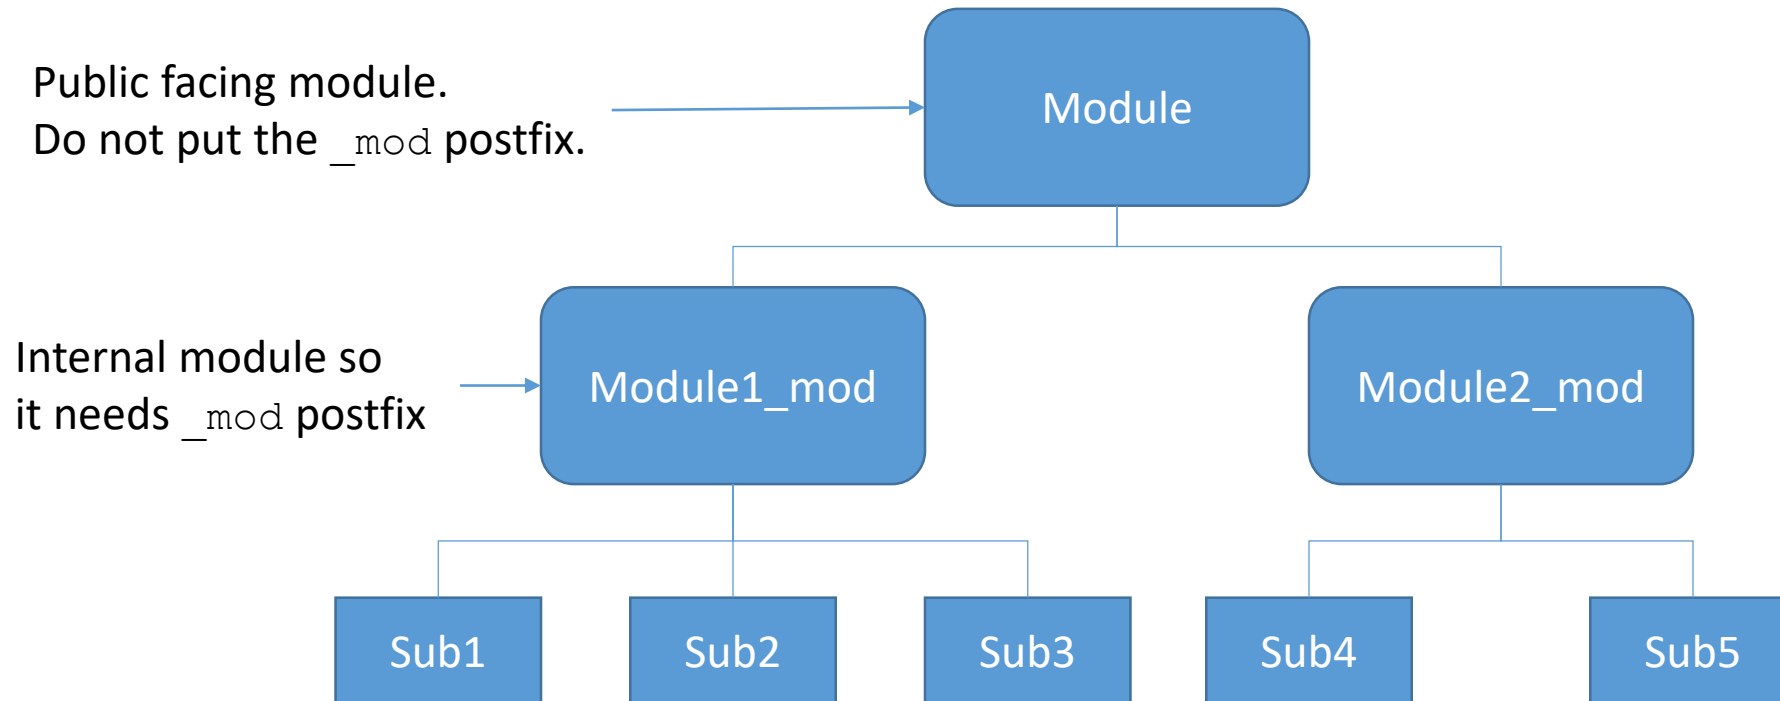 Public facing module.
Do not put the _mod postfix.
Module
Internal module so
it needs _mod postfix
Module1_mod
Module2_mod
Sub1
Sub2
Sub3
Sub4
Sub5